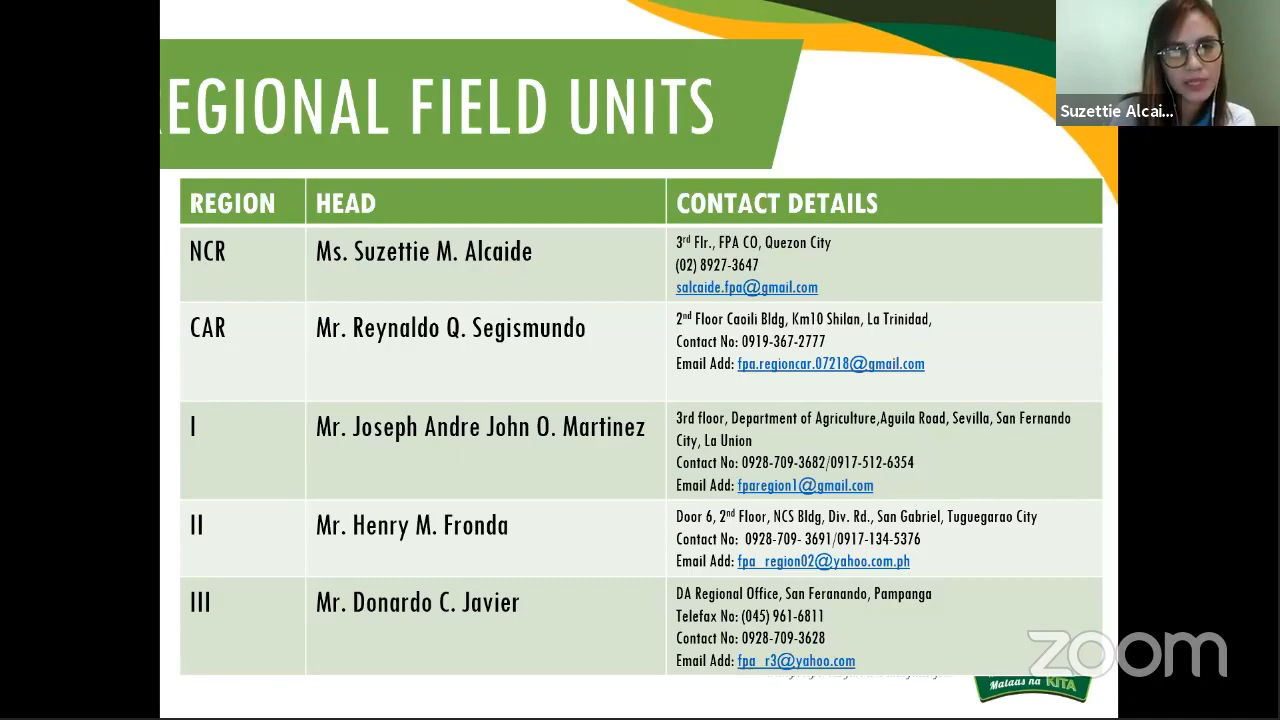 EGIONAL FIELD UNITS
Suzettie Alcai...
REGION HEAD CONTACT DETAILS
NCR Ms. Suzettie M. Alcaide
3rd Flr., FPA CO, Quezon City
(02) 8927-3647
salcaide.fpa@gmail.com
CAR Mr. Reynaldo Q. Segismundo
2nd Floor Caoili Bldg, Km10 Shilan, La Trinidad,
Contact No: 0919-367-2777
Email Add: fpa.regioncar.07218@gmail.com
I Mr. Joseph Andre John O. Martinez
3rd floor, Department of Agriculture,Aguila Road, Sevilla, San Fernando
City, La Union
Contact No: 0928-709-3682/0917-512-6354
Email Add: fparegion1@gmail.com
II Mr. Henry M. Fronda
Door 6, 2nd Floor, NCS Bldg, Div. Rd., San Gabriel, Tuguegarao City
Contact No: 0928-709- 3691/0917-134-5376
Email Add: fpa_region02@yahoo.com.ph
III Mr. Donardo C. Javier
DA Regional Office, San Feranando, Pampanga
Telefax No: (045) 961-6811
Contact No: 0928-709-3628
Email Add: fpa_r3@yahoo.com
zoom
Mataas na KITA